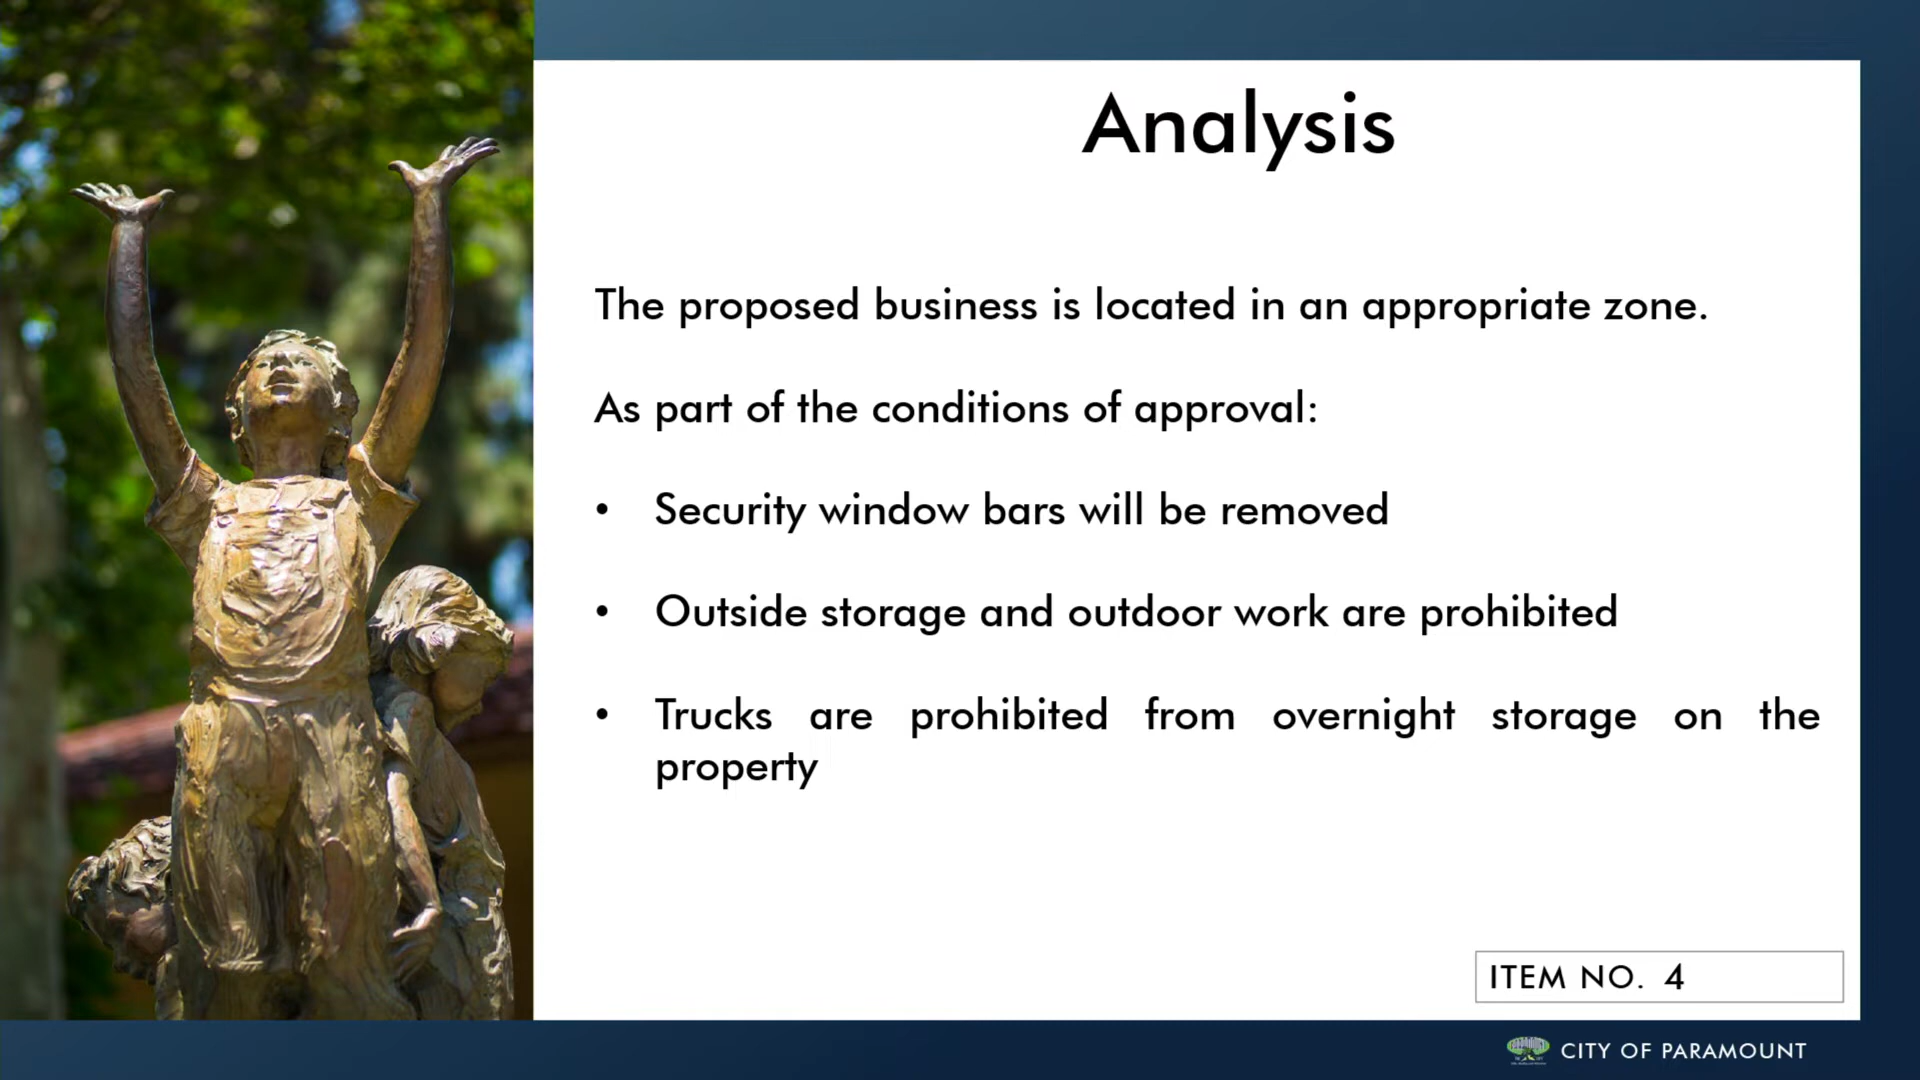 Analysis
The proposed business is located in an appropriate zone.
As part of the conditions of approval:
• Security window bars will be removed
• Outside storage and outdoor work are prohibited
• Trucks are prohibited from overnight storage on the
property
ITEM NO. 4
CITY OF PARAMOUNT